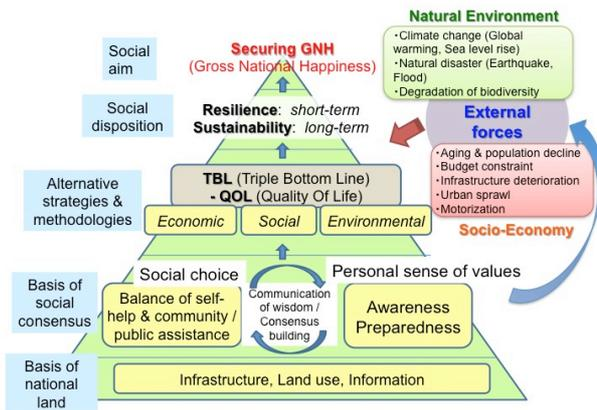 Natural Environment
・Climate change (Global
warming, Sea level rise)
・Natural disaster (Earthquake,
Flood)
・Degradation of biodiversity
External
forces
・Aging & population decline
・Budget constraint
・Infrastructure deterioration
・Urban sprawl
・Motorization
Socio-Economy
Social
aim
Securing GNH
(Gross National Happiness)
Social
disposition
Resilience: short-term
Sustainability: long-term
Alternative
strategies &
methodologies
TBL (Triple Bottom Line)
- QOL (Quality Of Life)
Economic
Social
Environmental
Basis of
social
consensus
Social choice
Balance of self-
help & community /
public assistance
Communication
of wisdom /
Consensus
building
Personal sense of values
Awareness
Preparedness
Basis of
national
land
Infrastructure, Land use, Information